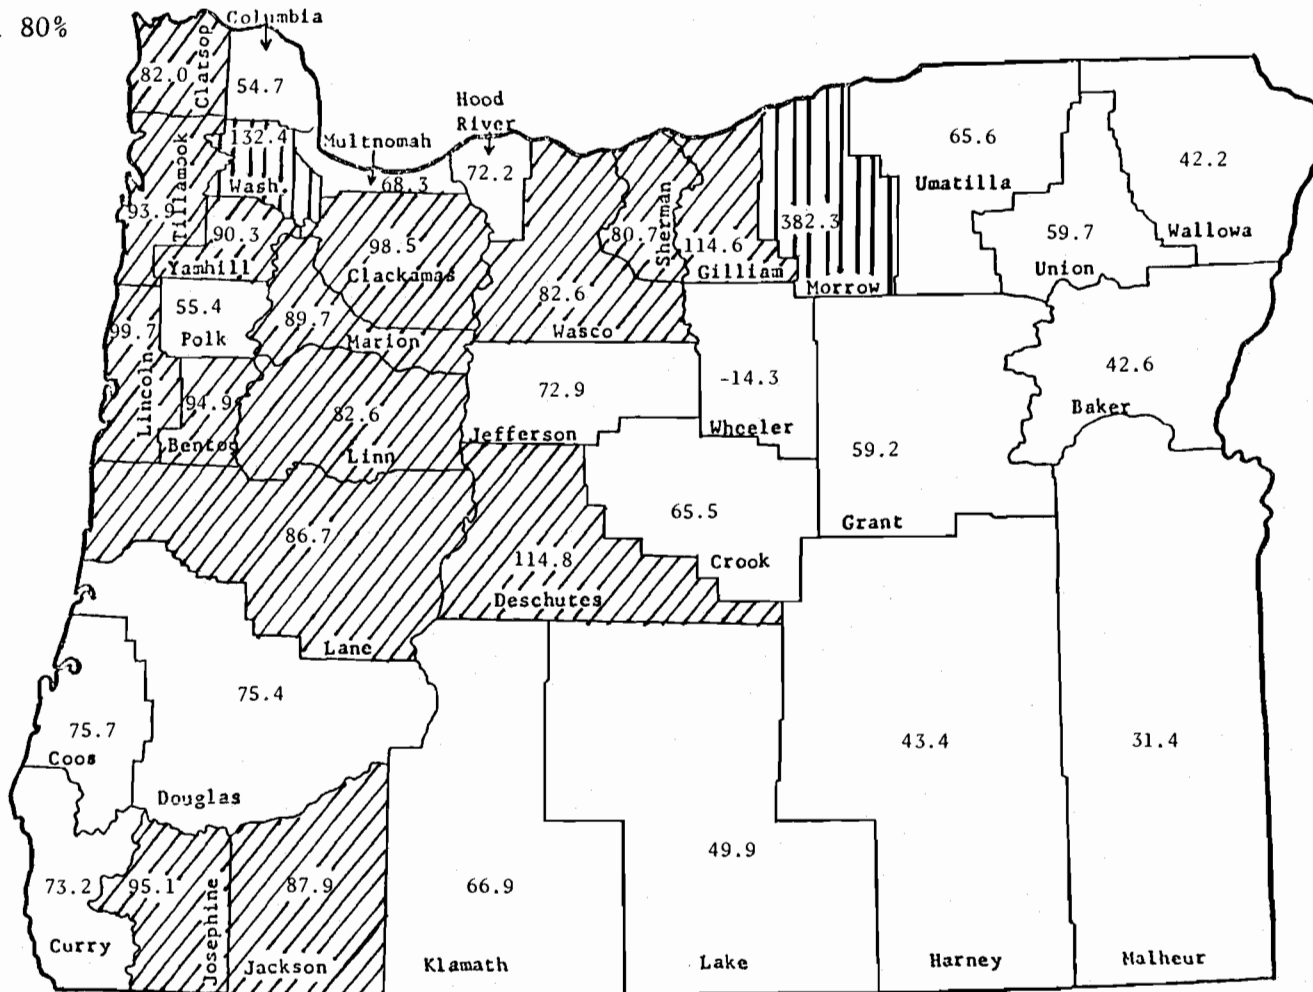 80%
Columbia
Clatsop
82.0
54.7
132.4
Wash.
Multnomah
68.3
Hood
River
72.2
Tillamook
93.9
90.3
Yamhill
98.5
Clackamas
Sherman
80.7
114.6
Gilliam
382.3
Morrow
65.6
Umatilla
42.2
Wallowa
59.7
Union
55.4
Polk
89.7
Marion
82.6
Wasco
99.7
Lincoln
94.9
Benton
82.6
Linn
72.9
Jefferson
-14.3
Wheeler
59.2
Grant
42.6
Baker
86.7
Lane
114.8
Deschutes
65.5
Crook
75.4
Douglas
75.7
Coos
73.2
Curry
95.1
Josephine
87.9
Jackson
66.9
Klamath
49.9
Lake
43.4
Harney
31.4
Malheur